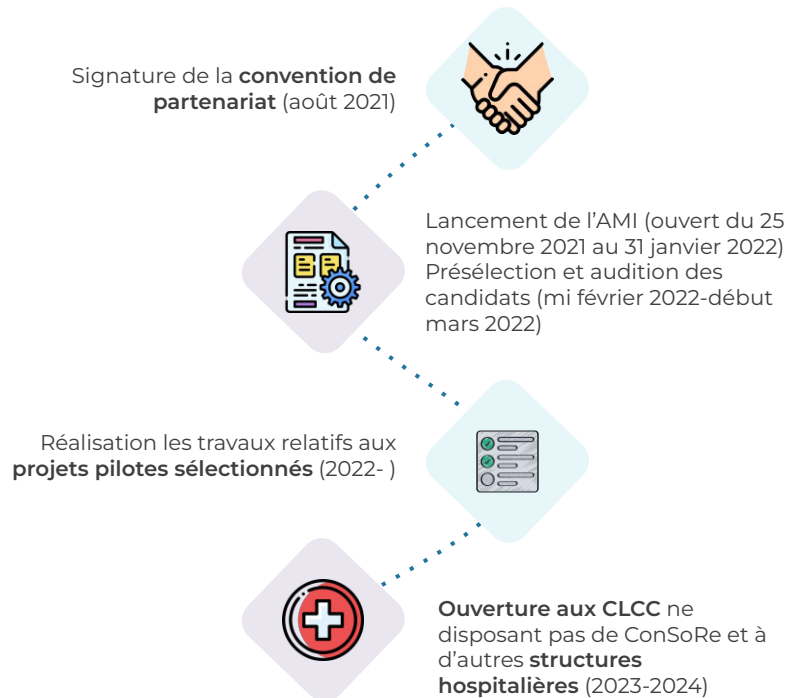 Signature de la convention de
partenariat (août 2021)
Lancement de l'AMI (ouvert du 25
novembre 2021 au 31 janvier 2022)
Présélection et audition des
candidats (mi février 2022-début
mars 2022)
Réalisation les travaux relatifs aux
projets pilotes sélectionnés (2022- )
Ouverture aux CLCC ne
disposant pas de ConSoRe et à
d'autres structures
hospitalières (2023-2024)